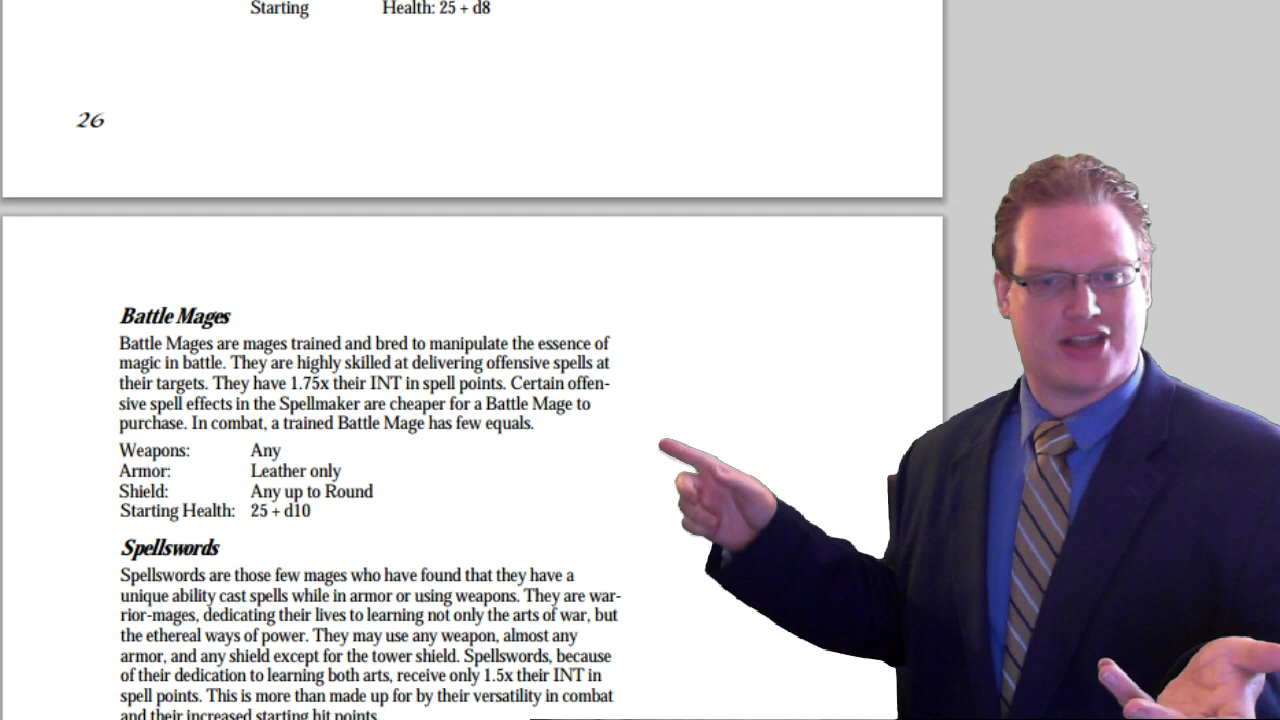 Starting Health: 25 + d8
26
Battle Mages
Battle Mages are mages trained and bred to manipulate the essence of
magic in battle. They are highly skilled at delivering offensive spells at
their targets. They have 1.75x their INT in spell points. Certain offen-
sive spell effects in the Spellmaker are cheaper for a Battle Mage to
purchase. In combat, a trained Battle Mage has few equals.
Weapons: Any
Armor: Leather only
Shield: Any up to Round
Starting Health: 25 + d10
Spellswords
Spellswords are those few mages who have found that they have a
unique ability cast spells while in armor or using weapons. They are war-
rior-mages, dedicating their lives to learning not only the arts of war, but
the ethereal ways of power. They may use any weapon, almost any
armor, and any shield except for the tower shield. Spellswords, because
of their dedication to learning both arts, receive only 1.5x their INT in
spell points. This is more than made up for by their versatility in combat
and their increased starting hit points.